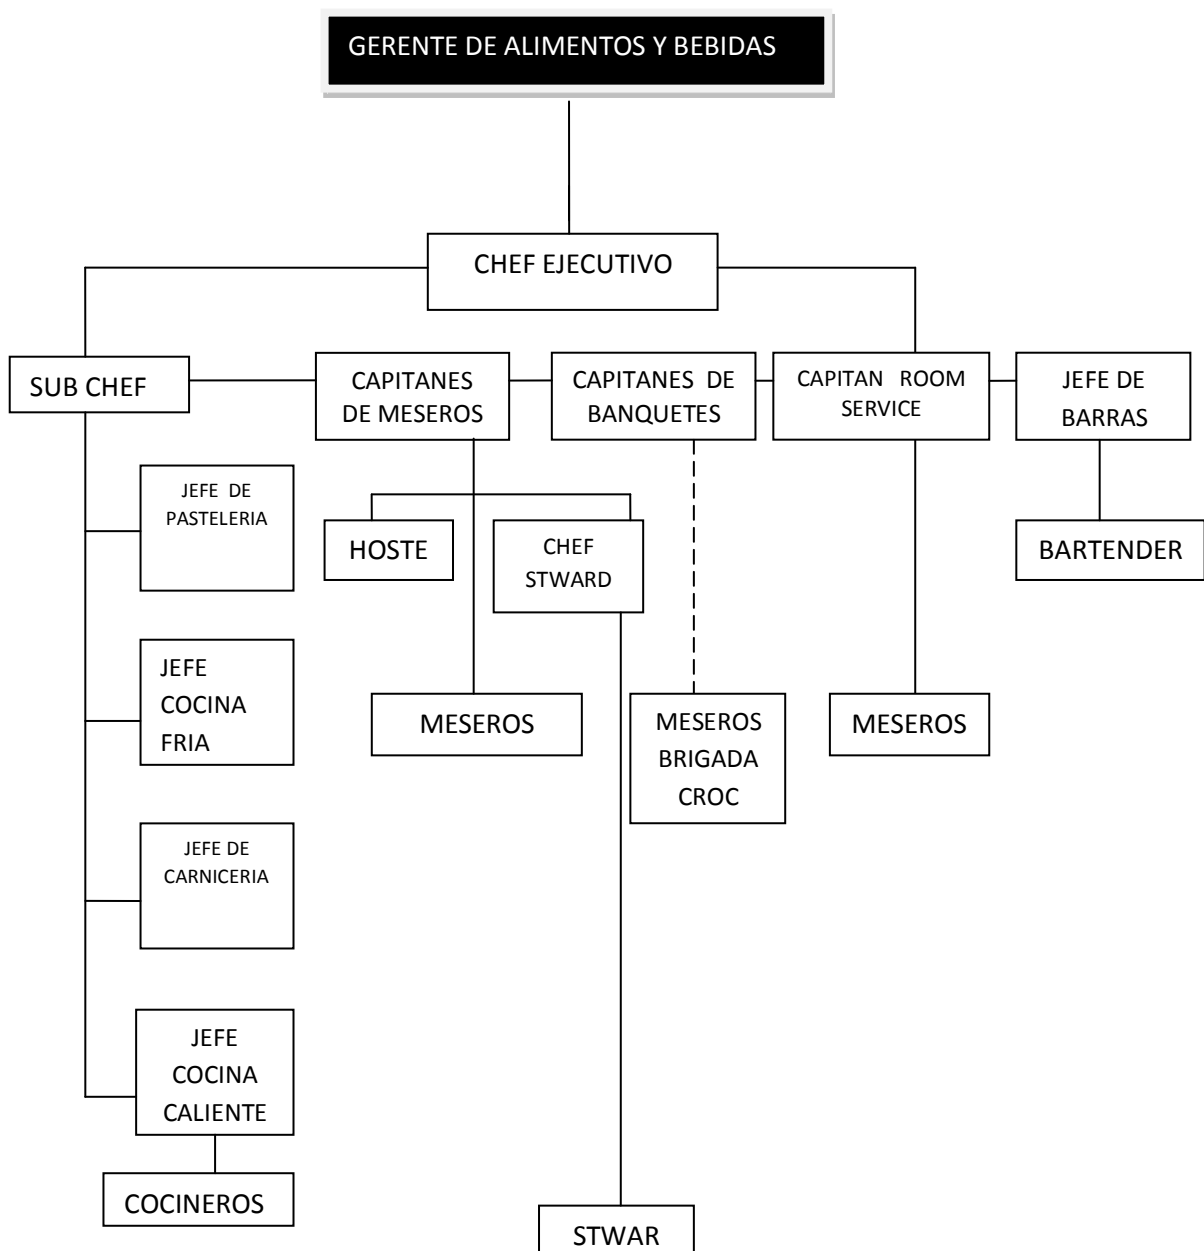 GERENTE DE ALIMENTOS Y BEBIDAS
CHEF EJECUTIVO
SUB CHEF
CAPITANES
DE MESEROS
CAPITANES DE
BANQUETES
CAPITAN ROOM
SERVICE
JEFE DE
BARRAS
JEFE DE
PASTELERIA
HOSTE
CHEF
STWARD
BARTENDER
JEFE
COCINA
FRIA
MESEROS
MESEROS
BRIGADA
CROC
MESEROS
JEFE DE
CARNICERIA
JEFE
COCINA
CALIENTE
COCINEROS
STWAR